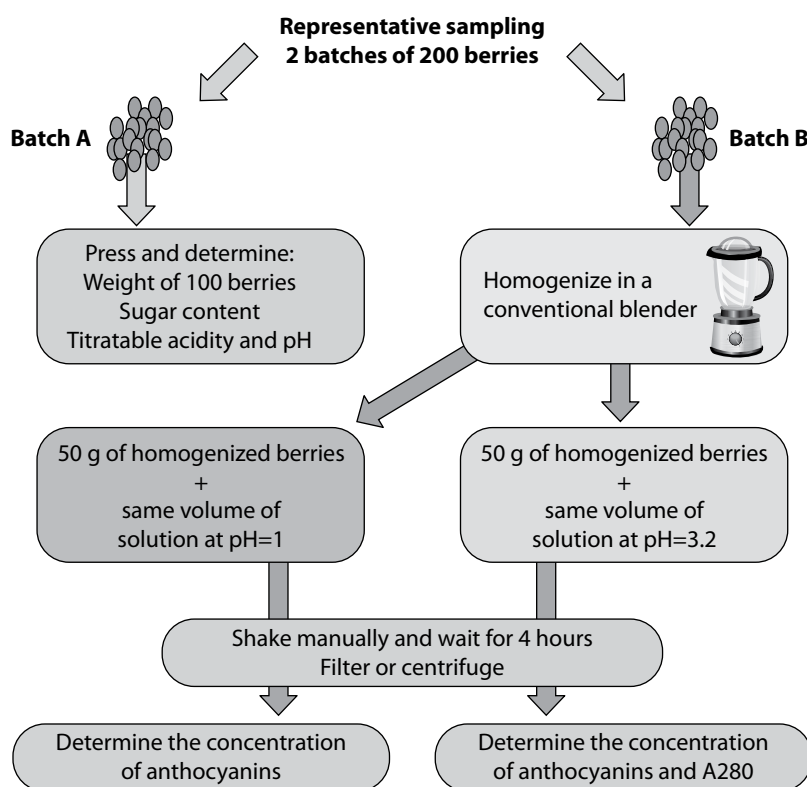 Representative sampling
2 batches of 200 berries
Batch A
Batch B
Press and determine:
Weight of 100 berries
Sugar content
Titratable acidity and pH
Homogenize in a
conventional blender
50 g of homogenized berries
+
same volume of
solution at pH=1
50 g of homogenized berries
+
same volume of
solution at pH=3.2
Shake manually and wait for 4 hours
Filter or centrifuge
Determine the concentration
of anthocyanins
Determine the concentration
of anthocyanins and A280